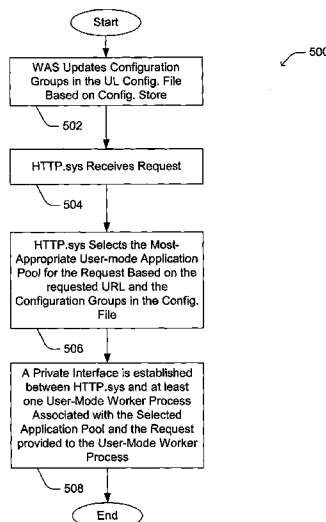 Start
500
WAS Updates Configuration
Groups in the UL Config. File
Based on Config. Store
502
HTTP.sys Receives Request
504
HTTP.sys Selects the Most-
Appropriate User-mode Application
Pool for the Request Based on the
requested URL and the
Configuration Groups in the Config.
File
506
A Private Interface is established
between HTTP.sys and at least
one User-Mode Worker Process
Associated with the Selected
Application Pool and the Request
provided to the User-Mode Worker
Process
508
End